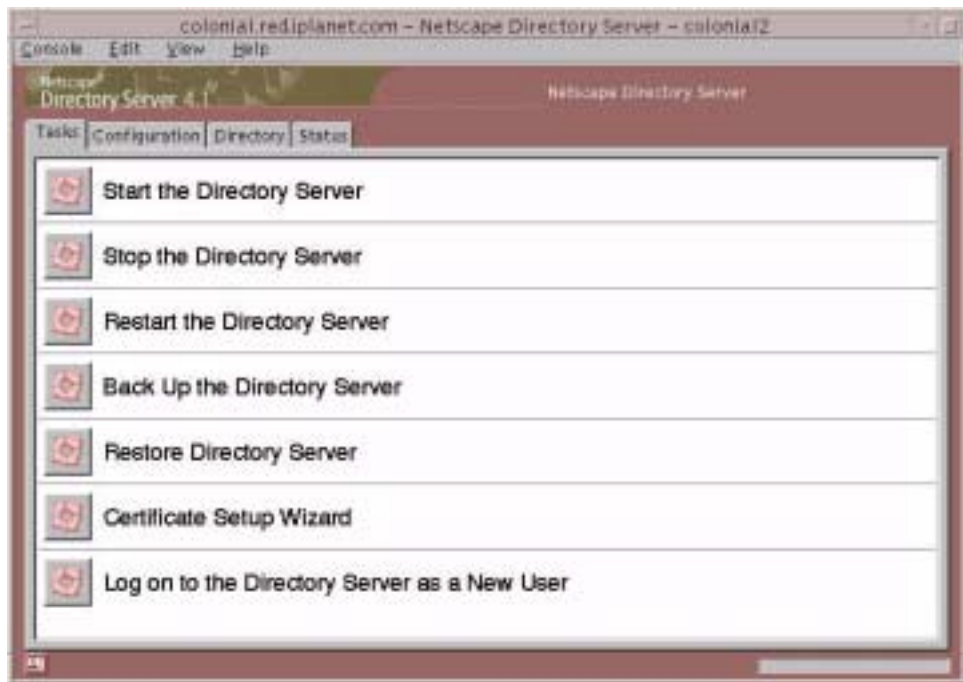 colonial.red.iplanet.com – Netscape Directory Server – colonial2
Console Edit View Help
Netscape
Directory Server 4.1
Netscape Directory Server
Tasks Configuration Directory Status
Start the Directory Server
Stop the Directory Server
Restart the Directory Server
Back Up the Directory Server
Restore Directory Server
Certificate Setup Wizard
Log on to the Directory Server as a New User